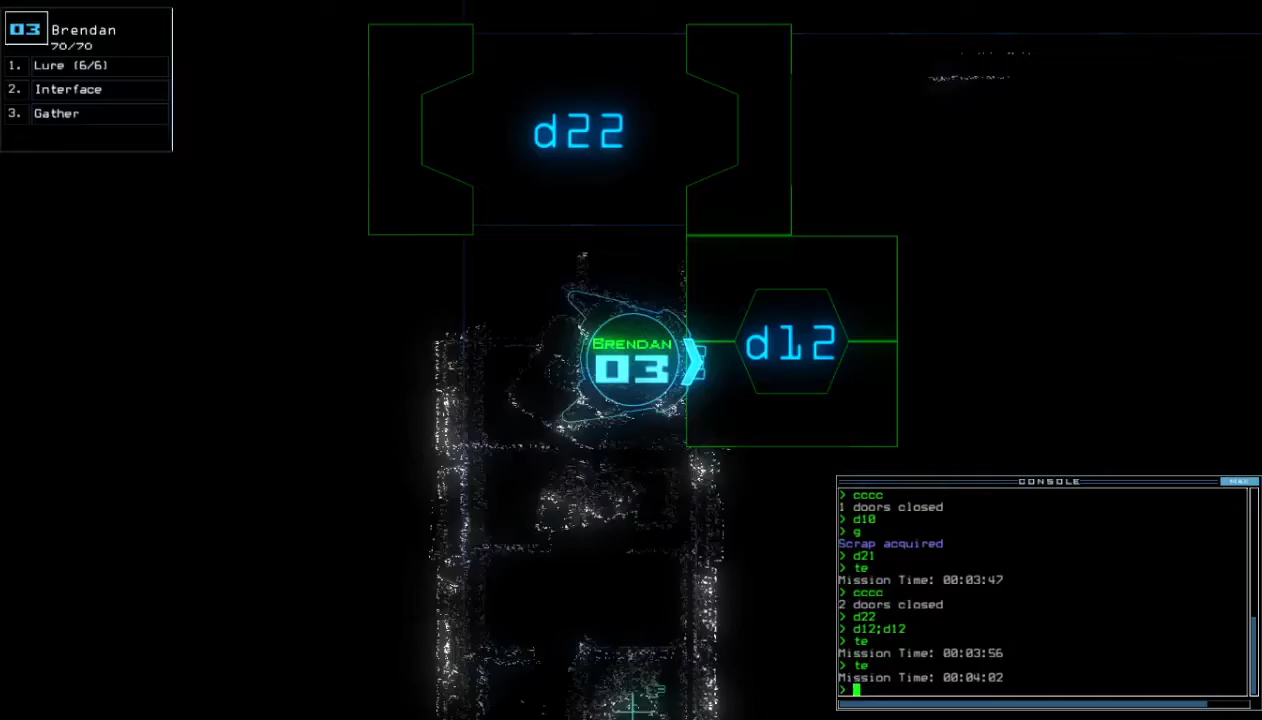 03 Brendan
70/70
1. Lure (6/6)
2. Interface
3. Gather
d22
BRENDAN
03
d12
CONSOLE
MAX
> cccc
1 doors closed
> d10
> g
Scrap acquired
> d21
> te
Mission Time: 00:03:47
> cccc
2 doors closed
> d22
> d12;d12
> te
Mission Time: 00:03:56
> te
Mission Time: 00:04:02
>